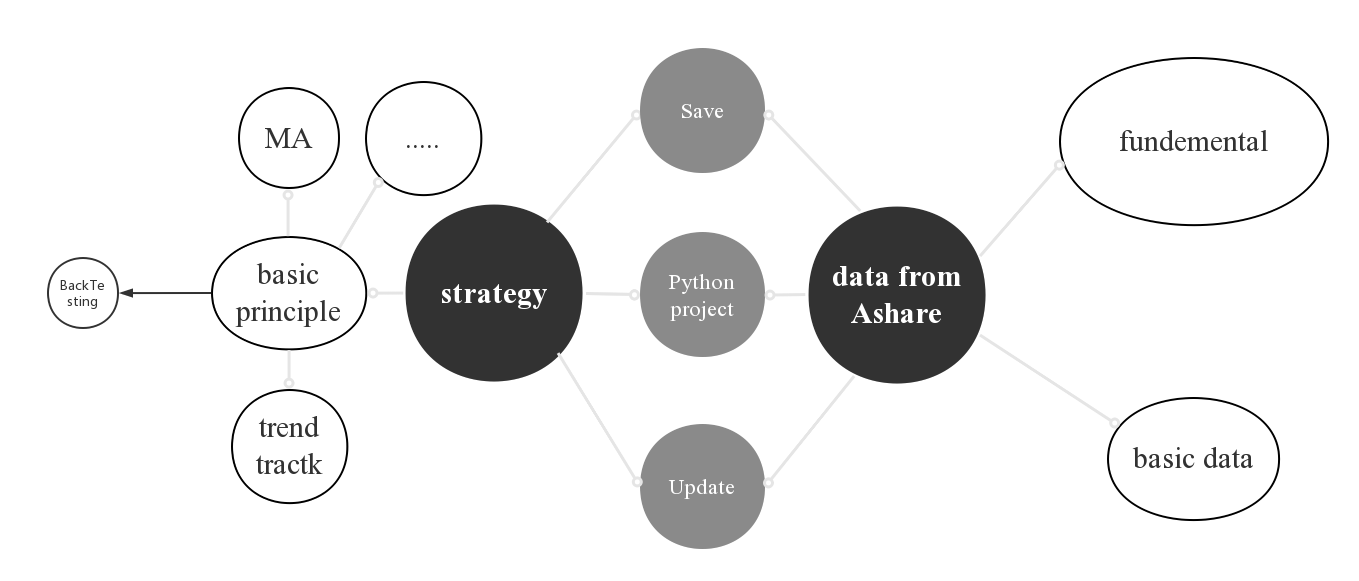 MA
.....
Save
fundemental
basic
principle
BackTe
sting
strategy
Python
project
data from
Ashare
trend
tractk
Update
basic data